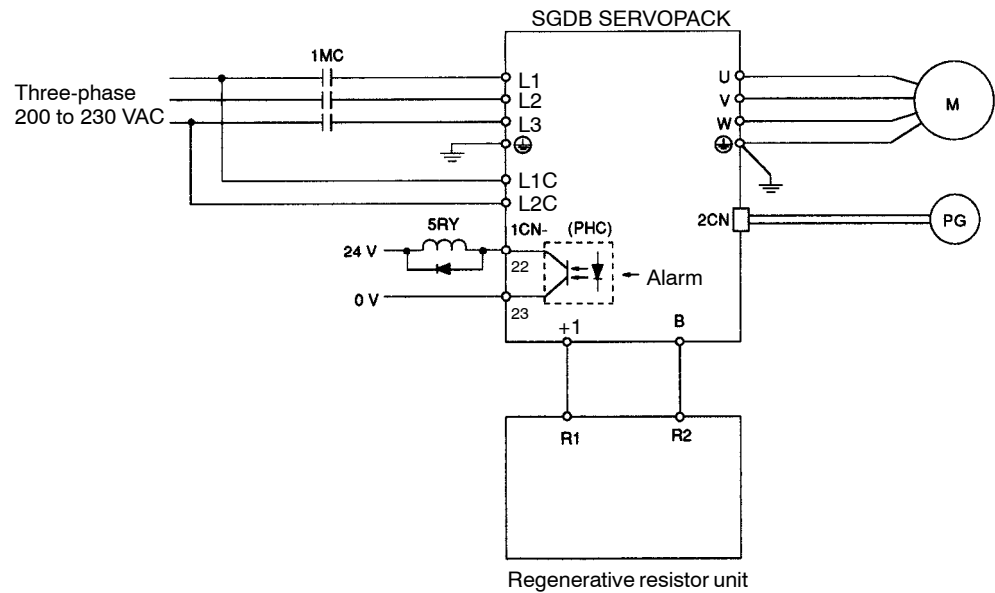 SGDB SERVOPACK
1MC
Three-phase
200 to 230 VAC
L1
L2
L3
L1C
L2C
U
V
W
M
2CN
PG
5RY
24 V
0 V
1CN-
22
23
(PHC)
Alarm
+1
B
R1
R2
Regenerative resistor unit